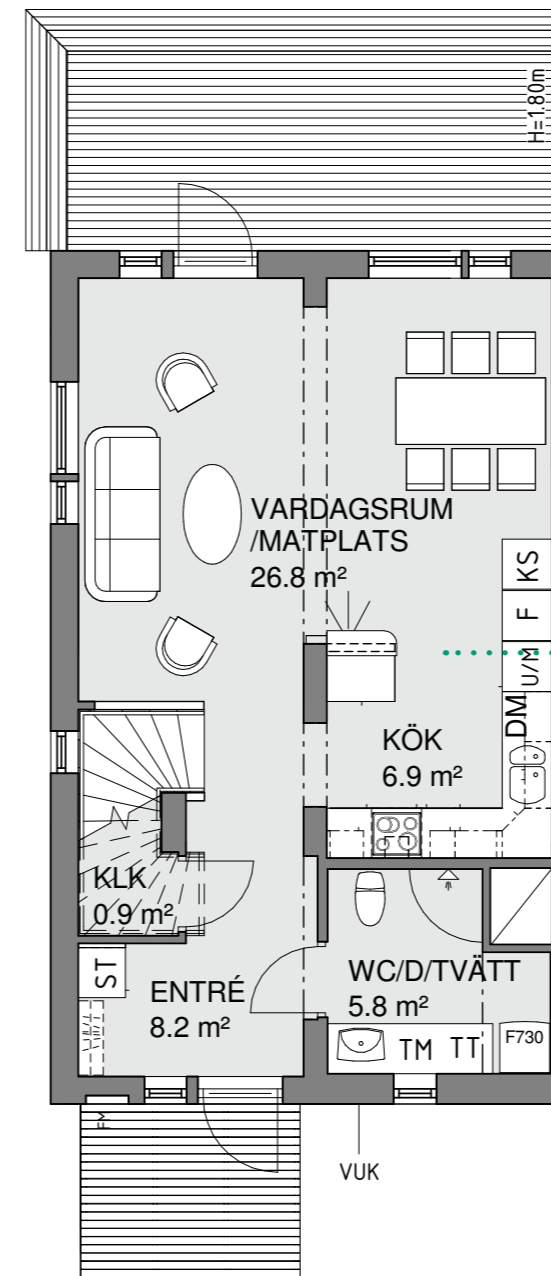 H=1.80m
VARDAGSRUM
/MATPLATS
26.8 m²
KS
F
U/M
DM
KÖK
6.9 m²
KLK
0.9 m²
ST
ENTRÉ
8.2 m²
WC/D/TVÄTT
5.8 m²
TM TT
F730
FM
VUK